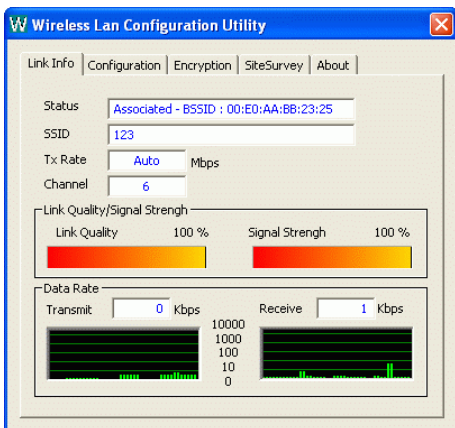 W Wireless Lan Configuration Utility
Link Info Configuration Encryption SiteSurvey About
Status Associated - BSSID : 00:E0:AA:BB:23:25
SSID 123
Tx Rate Auto Mbps
Channel 6
Link Quality/Signal Strengh
Link Quality 100 % Signal Strengh 100 %
Data Rate
Transmit 0 Kbps Receive 1 Kbps
10000
1000
100
10
0